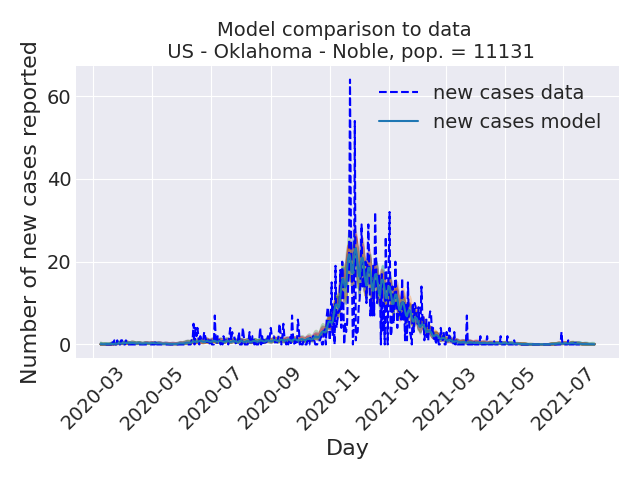 Model comparison to data
US - Oklahoma - Noble, pop. = 11131
Number of new cases reported
60
40
20
0
new cases data
new cases model
2020-03
2020-05
2020-07
2020-09
2020-11
2021-01
2021-03
2021-05
2021-07
Day